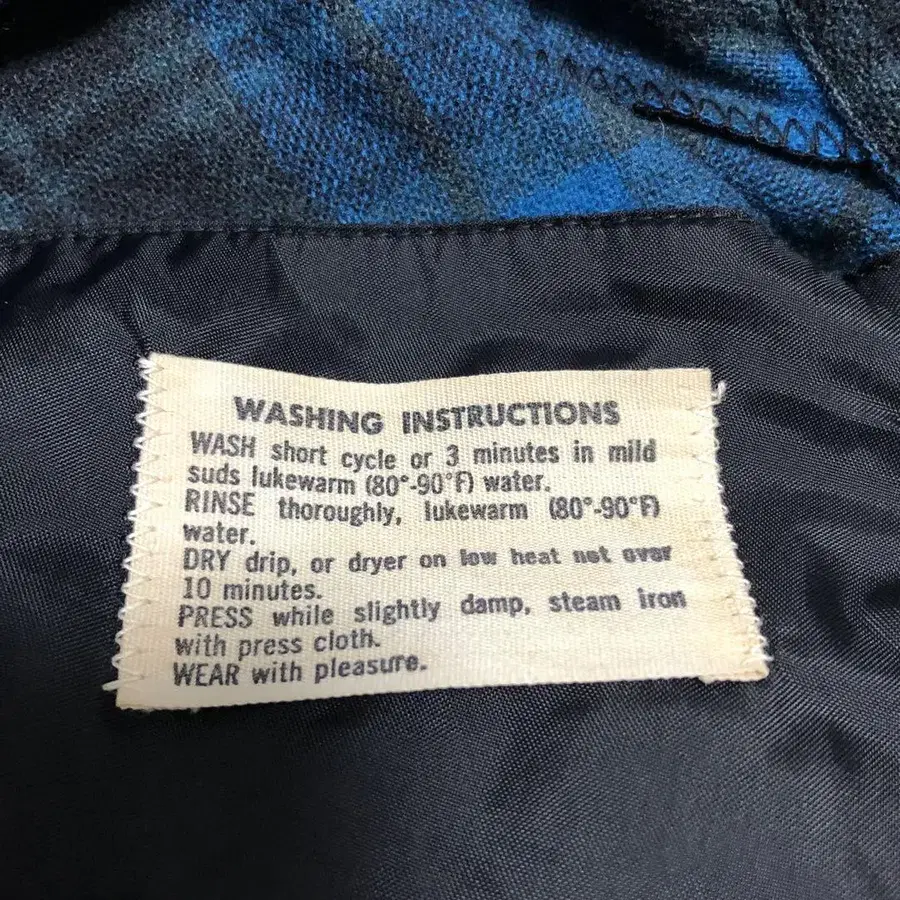 WASHING INSTRUCTIONS
WASH short cycle or 3 minutes in mild
suds lukewarm (80°-90°F) water.
RINSE thoroughly, lukewarm (80°-90°F)
water.
DRY drip, or dryer on low heat not over
10 minutes.
PRESS while slightly damp, steam iron
with press cloth.
WEAR with pleasure.